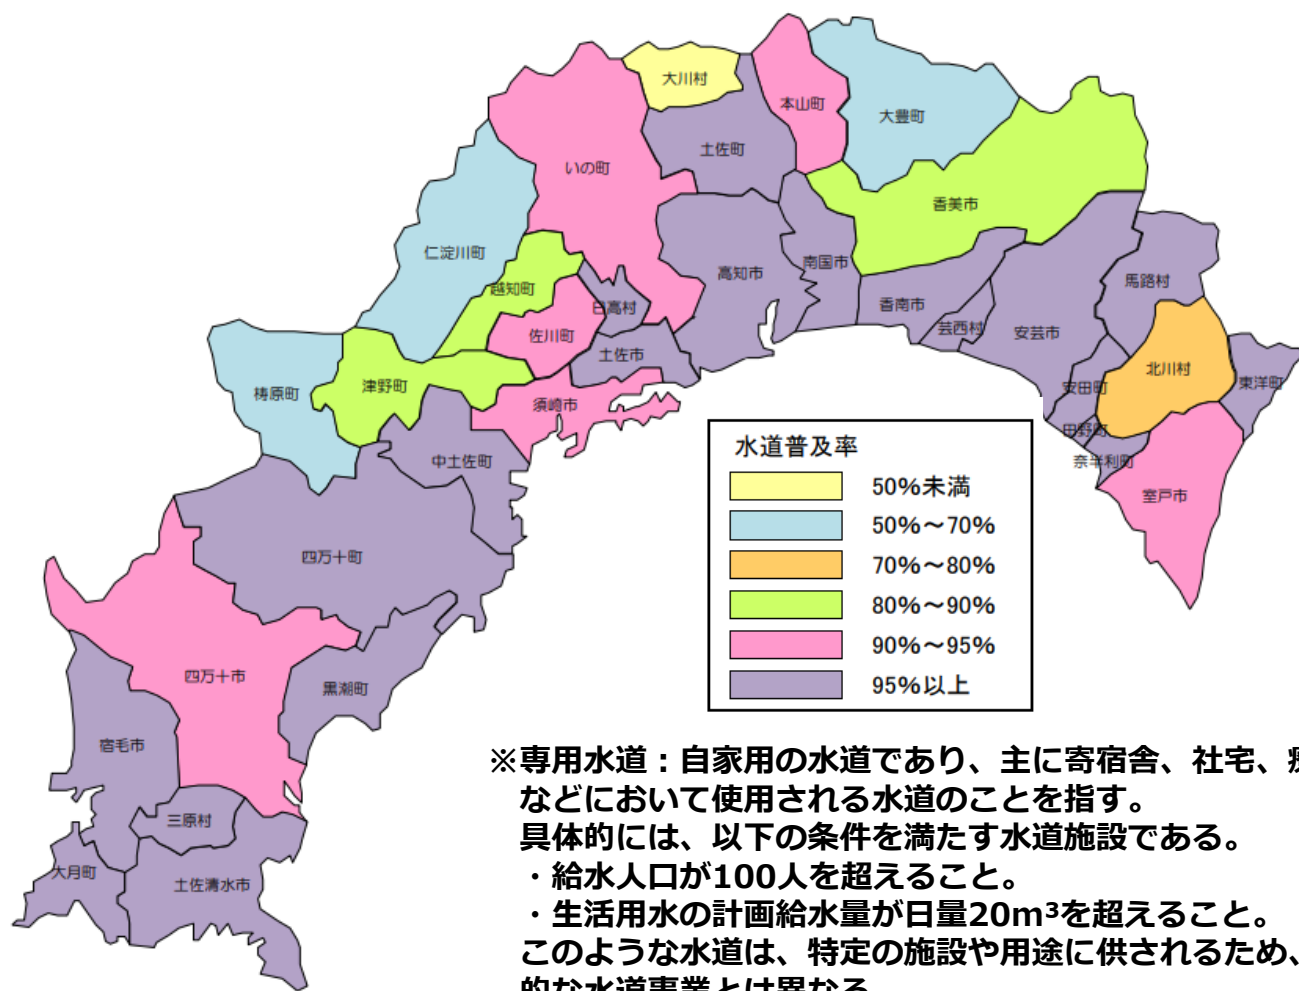 大川村
本山町
大豊町
土佐町
いの町
香美市
仁淀川町
高知市
南国市
馬路村
越知町
日高村
香南市
芸西村
安芸市
佐川町
土佐市
北川村
東洋町
梼原町
津野町
安田町
須崎市
田野町
中土佐町
奈半利町
室戸市
四万十町
四万十市
黒潮町
宿毛市
三原村
大月町
土佐清水市
水道普及率
50%未満
50%～70%
70%～80%
80%～90%
90%～95%
95%以上
※専用水道：自家用の水道であり、主に寄宿舎、社宅、
などにおいて使用される水道のことを指す。
具体的には、以下の条件を満たす水道施設である。
・給水人口が100人を超えること。
・生活用水の計画給水量が日量20m³を超えること。
このような水道は、特定の施設や用途に供されるため、
的な水道事業とは異なる